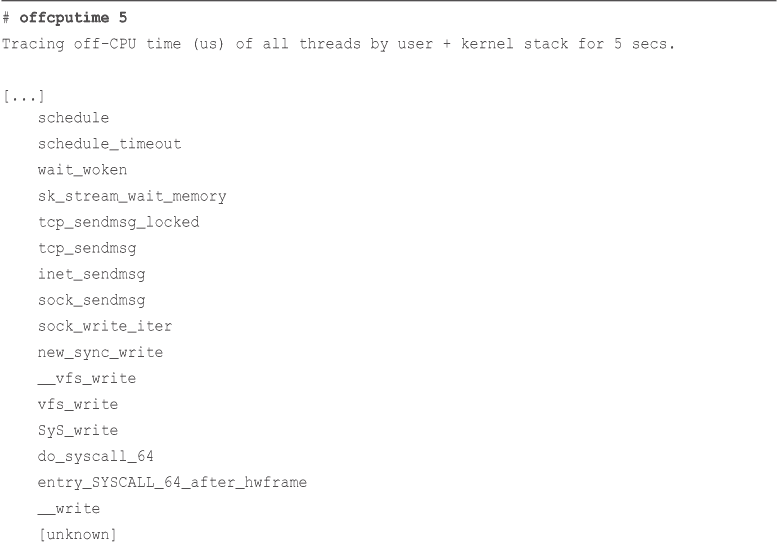 # offcputime 5
Tracing off-CPU time (us) of all threads by user + kernel stack for 5 secs.
[...]
schedule
schedule_timeout
wait_woken
sk_stream_wait_memory
tcp_sendmsg_locked
tcp_sendmsg
inet_sendmsg
sock_sendmsg
sock_write_iter
new_sync_write
__vfs_write
vfs_write
SyS_write
do_syscall_64
entry_SYSCALL_64_after_hwframe
__write
[unknown]